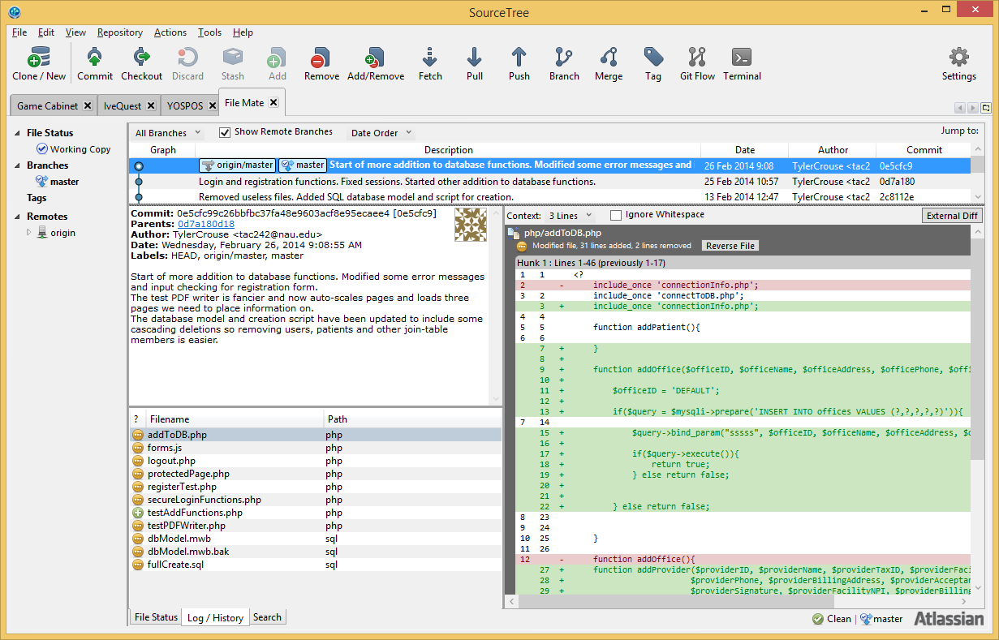 SourceTree
File Edit View Repository Actions Tools Help
Clone / New Commit Checkout Discard Stash Add Remove Add/Remove Fetch Pull Push Branch Merge Tag Git Flow Terminal Settings
Game Cabinet IveQuest YOSPOS File Mate
File Status
Working Copy
Branches
master
Tags
Remotes
origin
All Branches Show Remote Branches Date Order Jump to:
Graph Description Date Author Commit
origin/master master Start of more addition to database functions. Modified some error messages and 26 Feb 2014 9:08 TylerCrouse <tac2 0e5cfc9
Login and registration functions. Fixed sessions. Started other addition to database functions. 25 Feb 2014 10:57 TylerCrouse <tac2 0d7a180
Removed useless files. Added SQL database model and script for creation. 13 Feb 2014 12:47 TylerCrouse <tac2 2c8112e
Commit: 0e5cfc99c26bbfbc37fa48e9603acf8e95ecaee4 [0e5cfc9]
Parents: 0d7a180d18
Author: TylerCrouse <tac242@nau.edu>
Date: Wednesday, February 26, 2014 9:08:55 AM
Labels: HEAD, origin/master, master
Start of more addition to database functions. Modified some error messages
and input checking for registration form.
The test PDF writer is fancier and now auto-scales pages and loads three
pages we need to place information on.
The database model and creation script have been updated to include some
cascading deletions so removing users, patients and other join-table
members is easier.
? Filename Path
addToDB.php php
forms.js php
logout.php php
protectedPage.php php
registerTest.php php
secureLoginFunctions.php php
testAddFunctions.php php
testPDFWriter.php php
dbModel.mwb sql
dbModel.mwb.bak sql
fullCreate.sql sql
Context: 3 Lines Ignore Whitespace External Diff
php/addToDB.php
Modified file, 31 lines added, 2 lines removed Reverse File
Hunk 1 : Lines 1-46 (previously 1-17)
1 1 <?
2 - include_once 'connectionInfo.php';
3 2 include_once 'connectToDB.php';
3 + include_once 'connectionInfo.php';
4 4
5 5 function addPatient(){
6 6
7 + }
8 +
9 + function addOffice($officeID, $officeName, $officeAddress, $officePhone, $offi
10 +
11 + $officeID = 'DEFAULT';
12 +
13 + if($query = $mysqli->prepare('INSERT INTO offices VALUES (?,?,?,?,?)')){
7 14
15 + $query->bind_param("sssss", $officeID, $officeName, $officeAddress, $o
16 +
17 + if($query->execute()){
18 + return true;
19 + } else return false;
20 +
21 +
22 + } else return false;
8 23
9 24
10 25 }
11 26
12 - function addOffice(){
27 + function addProvider($providerID, $providerName, $providerTaxID, $providerFaci
28 + $providerPhone, $providerBillingAddress, $providerAcceptan
29 + $providerSignature, $providerFacilityNPI, $providerBilling
File Status Log / History Search
Clean master Atlassian